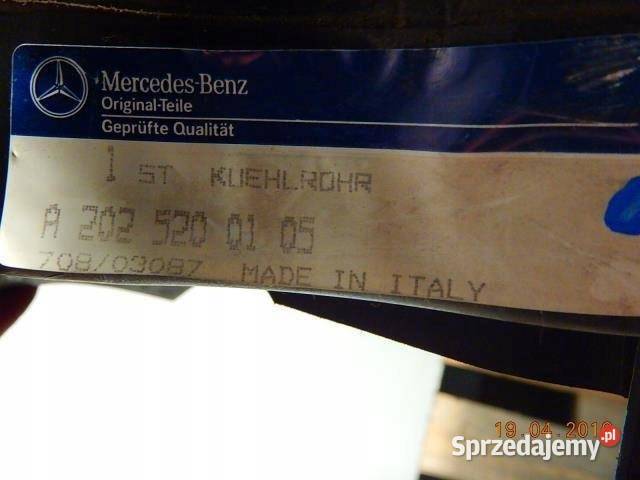 Mercedes-Benz
Original-Teile
Geprüfte Qualität
1 ST KUEHLROHR
A 202 520 01 05
708/03087 MADE IN ITALY
19.04.2018
Sprzedajemy.pl